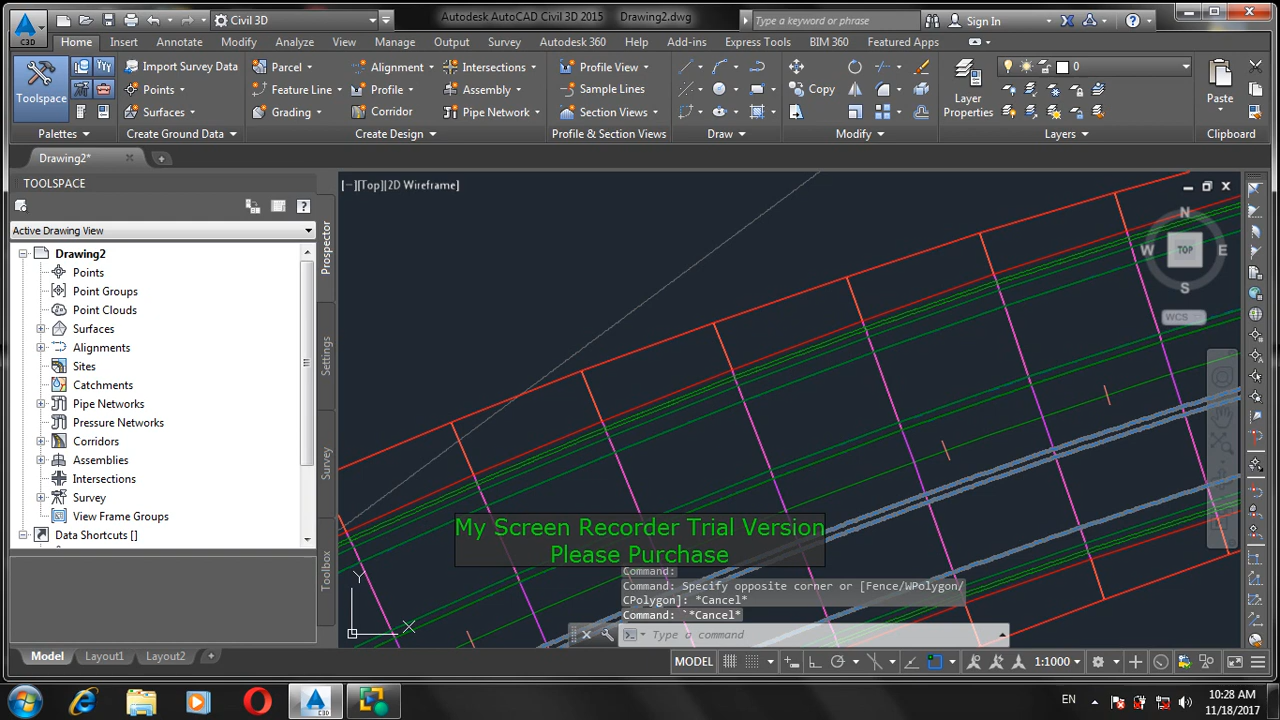 Civil 3D
Autodesk AutoCAD Civil 3D 2015 Drawing2.dwg
Type a keyword or phrase
Sign In
C3D
Home Insert Annotate Modify Analyze View Manage Output Survey Autodesk 360 Help Add-ins Express Tools BIM 360 Featured Apps
Toolspace
Import Survey Data
Points
Surfaces
Parcel
Feature Line
Grading
Alignment
Profile
Corridor
Intersections
Assembly
Pipe Network
Profile View
Sample Lines
Section Views
Copy
Layer
Properties
0
Paste
Palettes Create Ground Data Create Design Profile & Section Views Draw Modify Layers Clipboard
Drawing2*
TOOLSPACE
Active Drawing View
Drawing2
Points
Point Groups
Point Clouds
Surfaces
Alignments
Sites
Catchments
Pipe Networks
Pressure Networks
Corridors
Assemblies
Intersections
Survey
View Frame Groups
Data Shortcuts []
Prospector
Settings
Survey
Toolbox
[−][Top][2D Wireframe]
N
W TOP E
S
WCS
My Screen Recorder Trial Version
Please Purchase
Y
X
Command:
Command: Specify opposite corner or [Fence/WPolygon/
CPolygon]: *Cancel*
Command: `*Cancel*
Type a command
Model Layout1 Layout2
MODEL 1:1000
EN
10:28 AM
11/18/2017